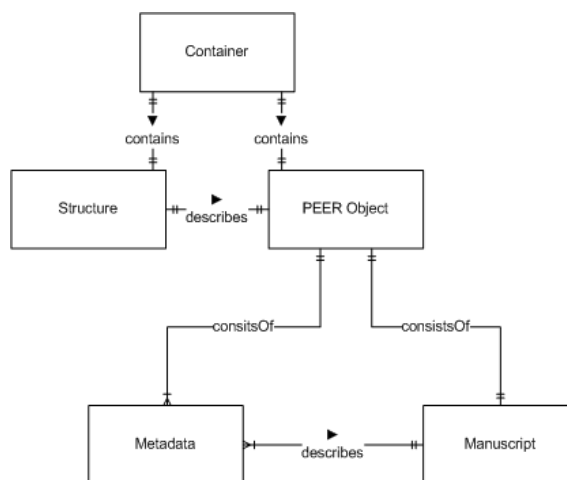 Container
contains
contains
Structure
describes
PEER Object
consitsOf
consistsOf
Metadata
describes
Manuscript